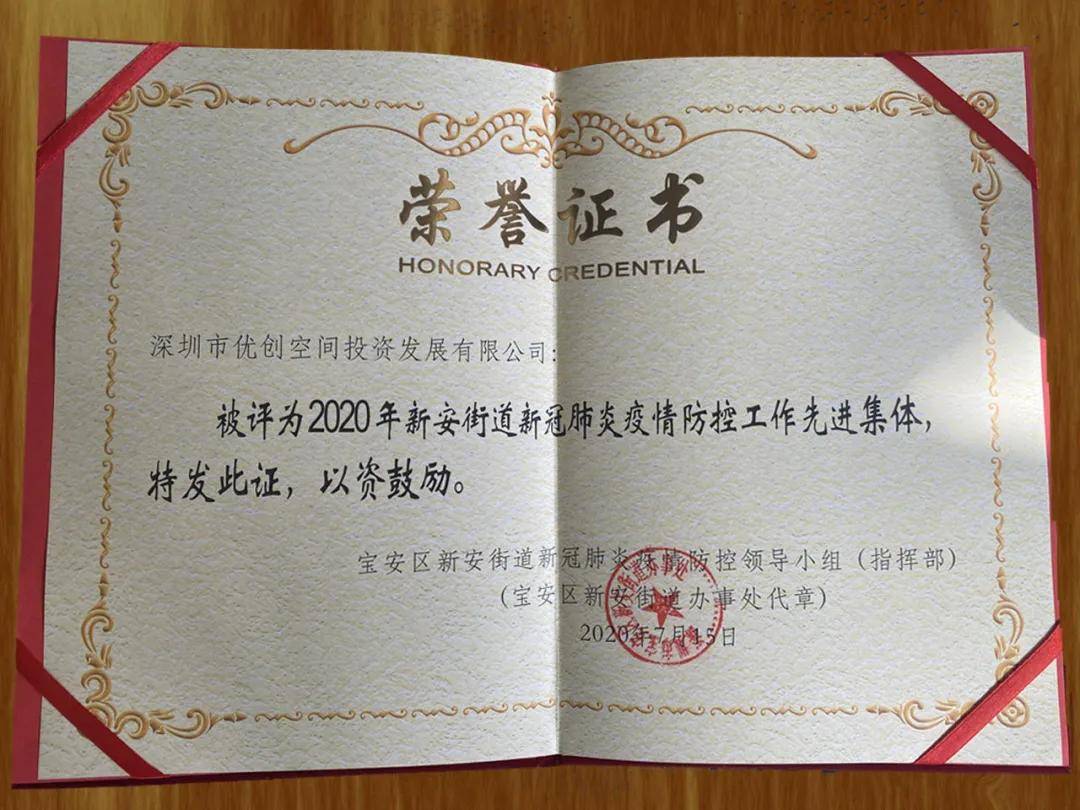 荣誉证书
HONORARY CREDENTIAL
深圳市优创空间投资发展有限公司:
被评为2020年新安街道新冠肺炎疫情防控工作先进集体,
特发此证,以资鼓励。
宝安区新安街道新冠肺炎疫情防控领导小组(指挥部)
(宝安区新安街道办事处代章)
2020年7月15日